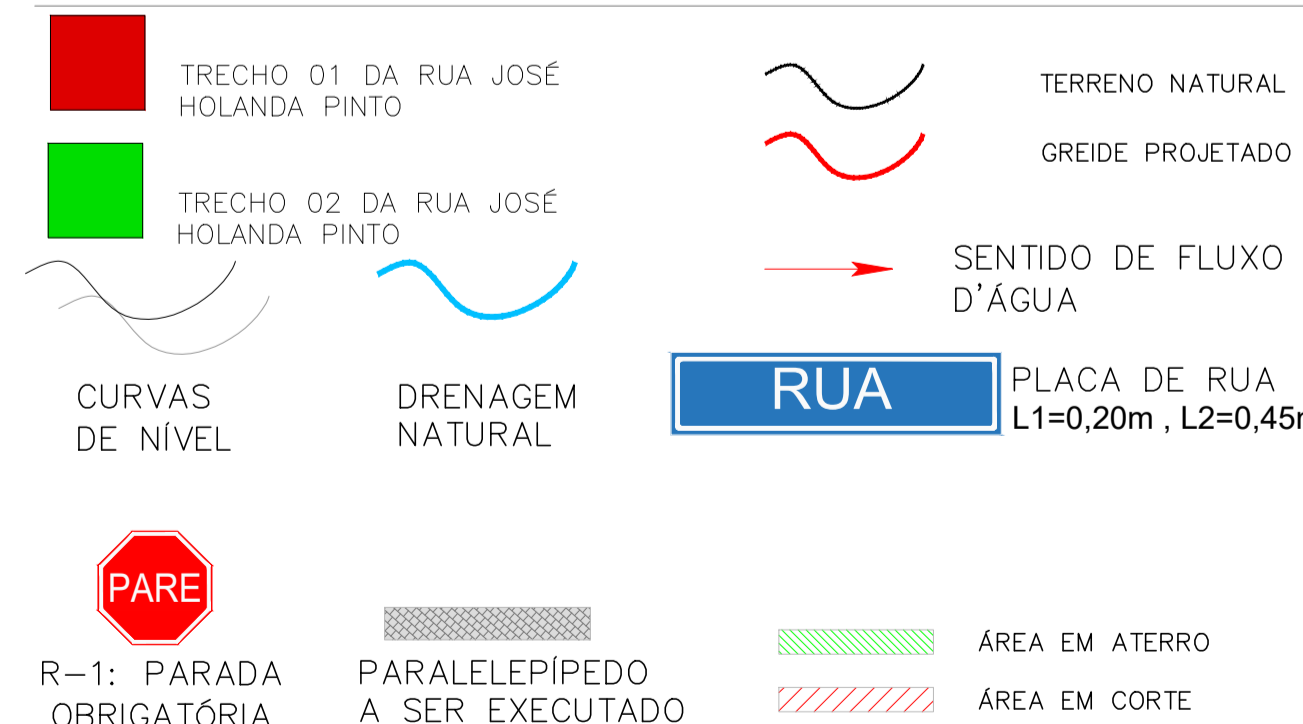 TRECHO 01 DA RUA JOSÉ
HOLANDA PINTO
TRECHO 02 DA RUA JOSÉ
HOLANDA PINTO
CURVAS
DE NÍVEL
DRENAGEM
NATURAL
TERRENO NATURAL
GREIDE PROJETADO
SENTIDO DE FLUXO
D'ÁGUA
RUA
PLACA DE RUA
L1=0,20m , L2=0,45m
PARE
R-1: PARADA
OBRIGATÓRIA
PARALELEPÍPEDO
A SER EXECUTADO
ÁREA EM ATERRO
ÁREA EM CORTE